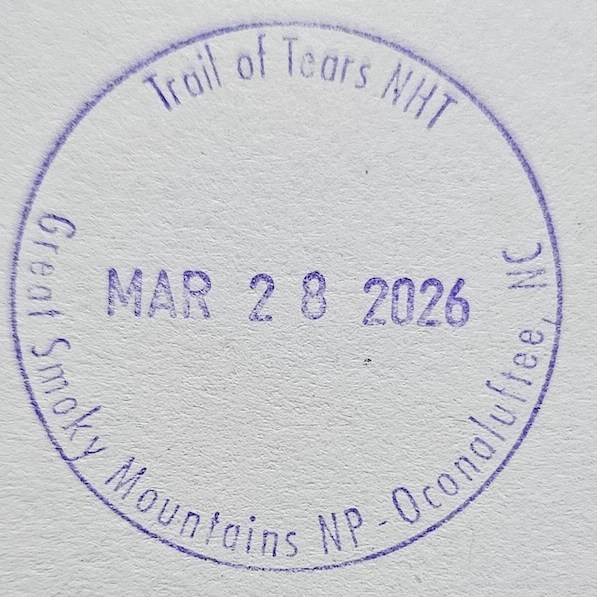 Trail of Tears NHT
MAR 28 2026
Great Smoky Mountains NP - Oconaluftee, NC